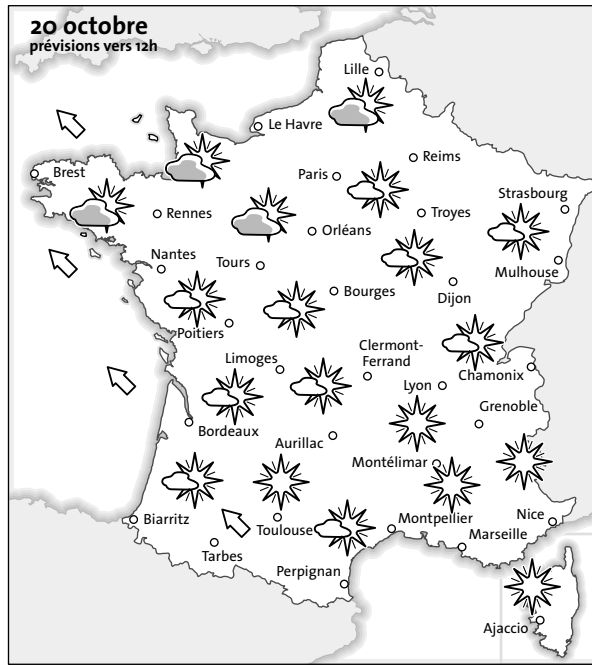 20 octobre
prévisions vers 12h
Lille
Le Havre
Reims
Paris
Brest
Strasbourg
Rennes
Troyes
Orléans
Nantes
Tours
Mulhouse
Bourges
Dijon
Poitiers
Clermont-
Ferrand
Limoges
Chamonix
Lyon
Grenoble
Bordeaux
Aurillac
Montélimar
Biarritz
Toulouse
Montpellier
Nice
Marseille
Tarbes
Perpignan
Ajaccio